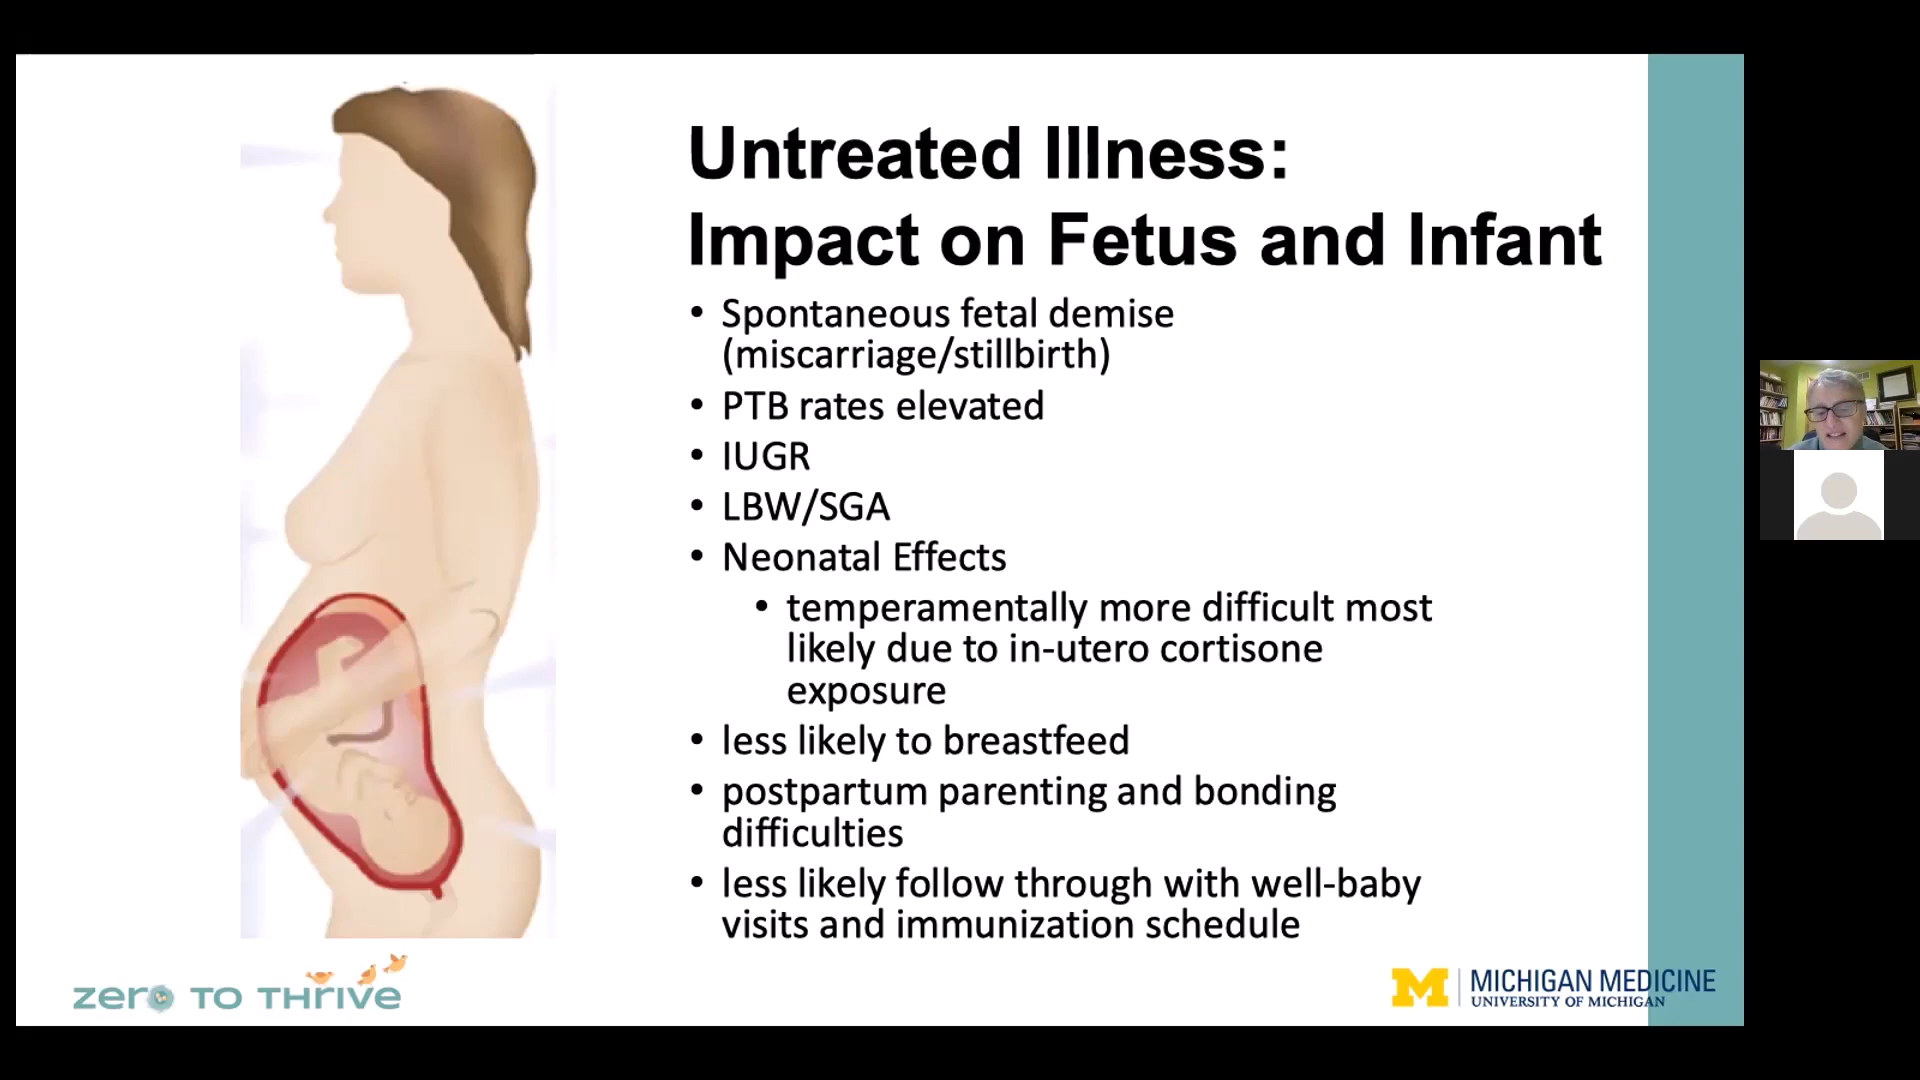 Untreated Illness:
Impact on Fetus and Infant
• Spontaneous fetal demise
(miscarriage/stillbirth)
• PTB rates elevated
• IUGR
• LBW/SGA
• Neonatal Effects
• temperamentally more difficult most
likely due to in-utero cortisone
exposure
• less likely to breastfeed
• postpartum parenting and bonding
difficulties
• less likely follow through with well-baby
visits and immunization schedule
zero TO THrIVe
M MICHIGAN MEDICINE
UNIVERSITY OF MICHIGAN